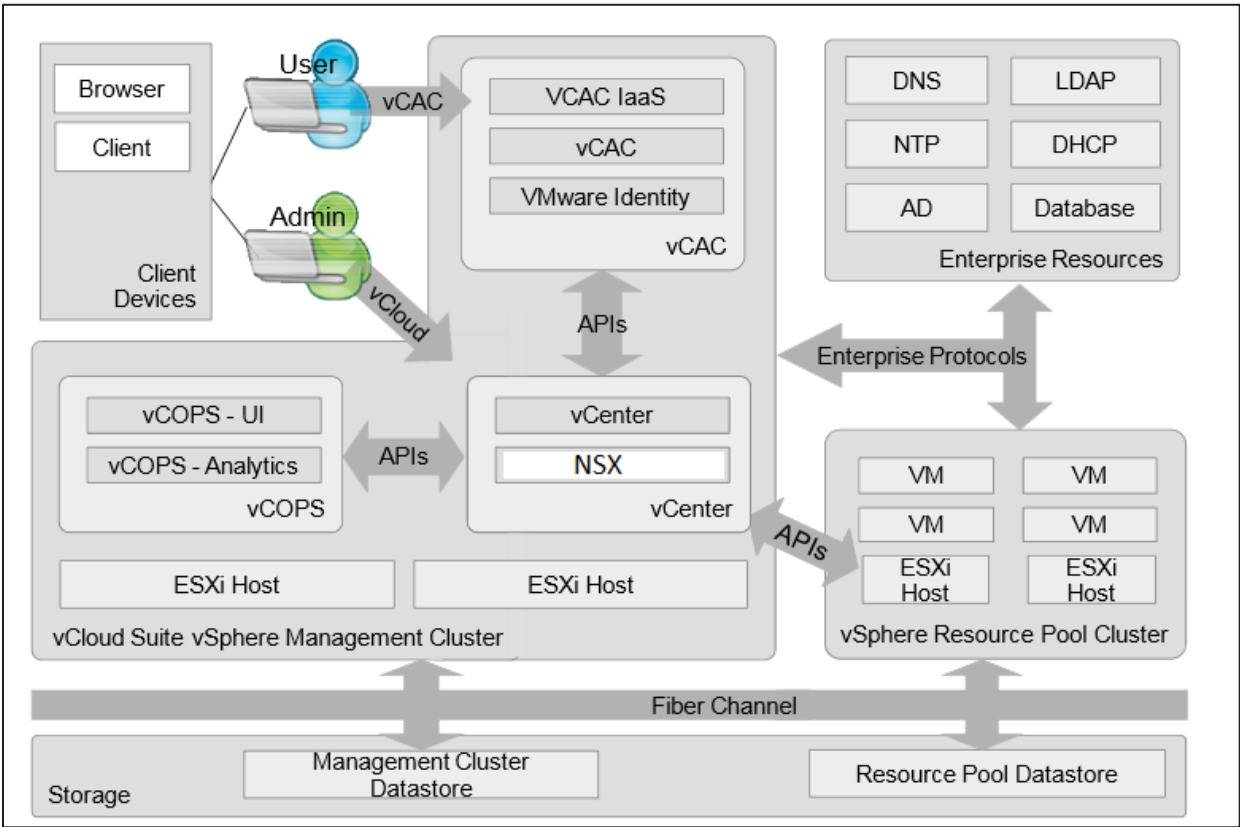 Browser
Client
Client
Devices
User
Admin
vCAC
vCloud
VCAC IaaS
vCAC
VMware Identity
vCAC
APIs
DNS
LDAP
NTP
DHCP
AD
Database
Enterprise Resources
Enterprise Protocols
vCOPS - UI
vCOPS - Analytics
vCOPS
APIs
vCenter
NSX
vCenter
APIs
ESXi Host
ESXi Host
vCloud Suite vSphere Management Cluster
VM
VM
VM
VM
ESXi
Host
ESXi
Host
vSphere Resource Pool Cluster
Fiber Channel
Management Cluster
Datastore
Resource Pool Datastore
Storage